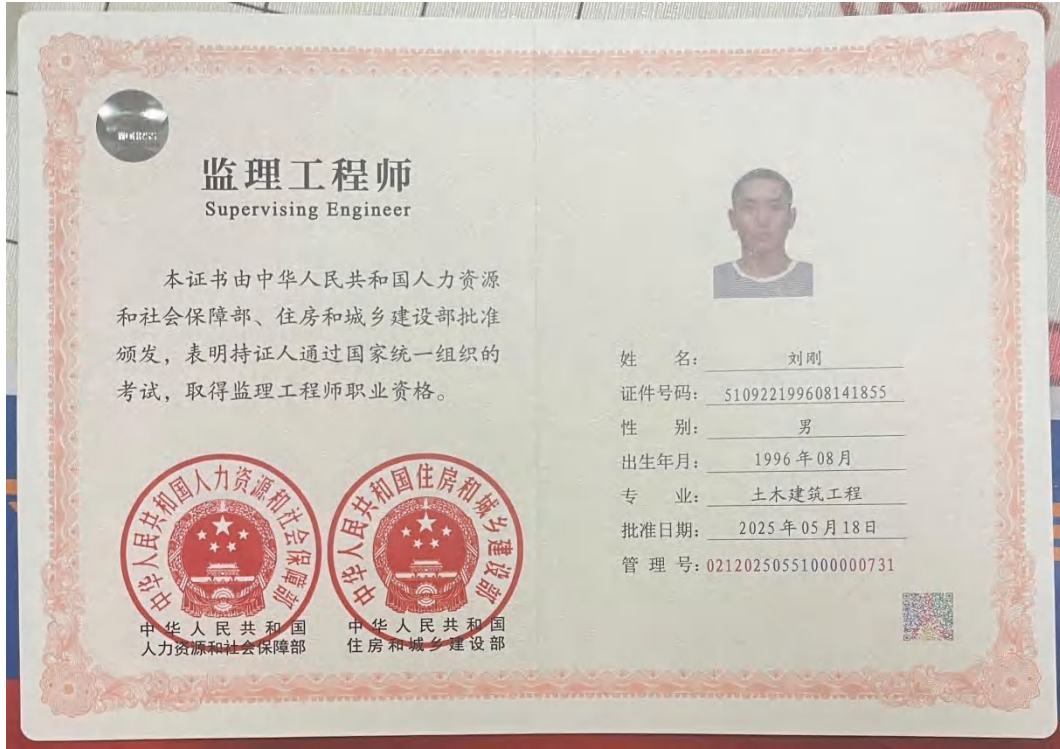 监理工程师
Supervising Engineer
本证书由中华人民共和国人力资源
和社会保障部、住房和城乡建设部批准
颁发，表明持证人通过国家统一组织的
考试，取得监理工程师职业资格。
中华人民共和国人力资源和社会保障部
中华人民共和国住房和城乡建设部
中华人民共和国
人力资源和社会保障部
中华人民共和国
住房和城乡建设部
姓 名： 刘刚
证件号码： 510922199608141855
性 别： 男
出生年月： 1996年08月
专 业： 土木建筑工程
批准日期： 2025年05月18日
管 理 号： 02120250551000000731